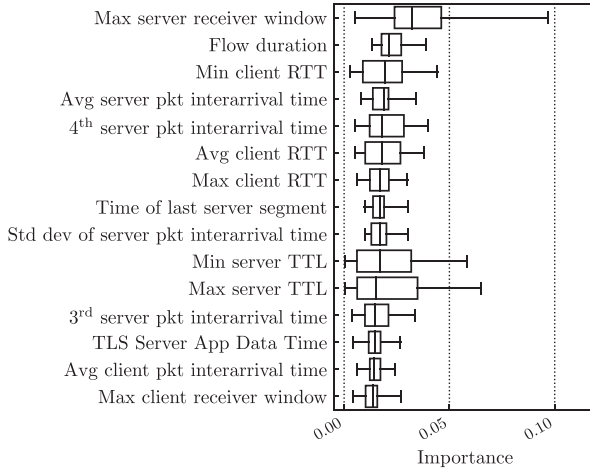 Max server receiver window
Flow duration
Min client RTT
Avg server pkt interarrival time
4th server pkt interarrival time
Avg client RTT
Max client RTT
Time of last server segment
Std dev of server pkt interarrival time
Min server TTL
Max server TTL
3rd server pkt interarrival time
TLS Server App Data Time
Avg client pkt interarrival time
Max client receiver window
0.00 0.05 0.10
Importance